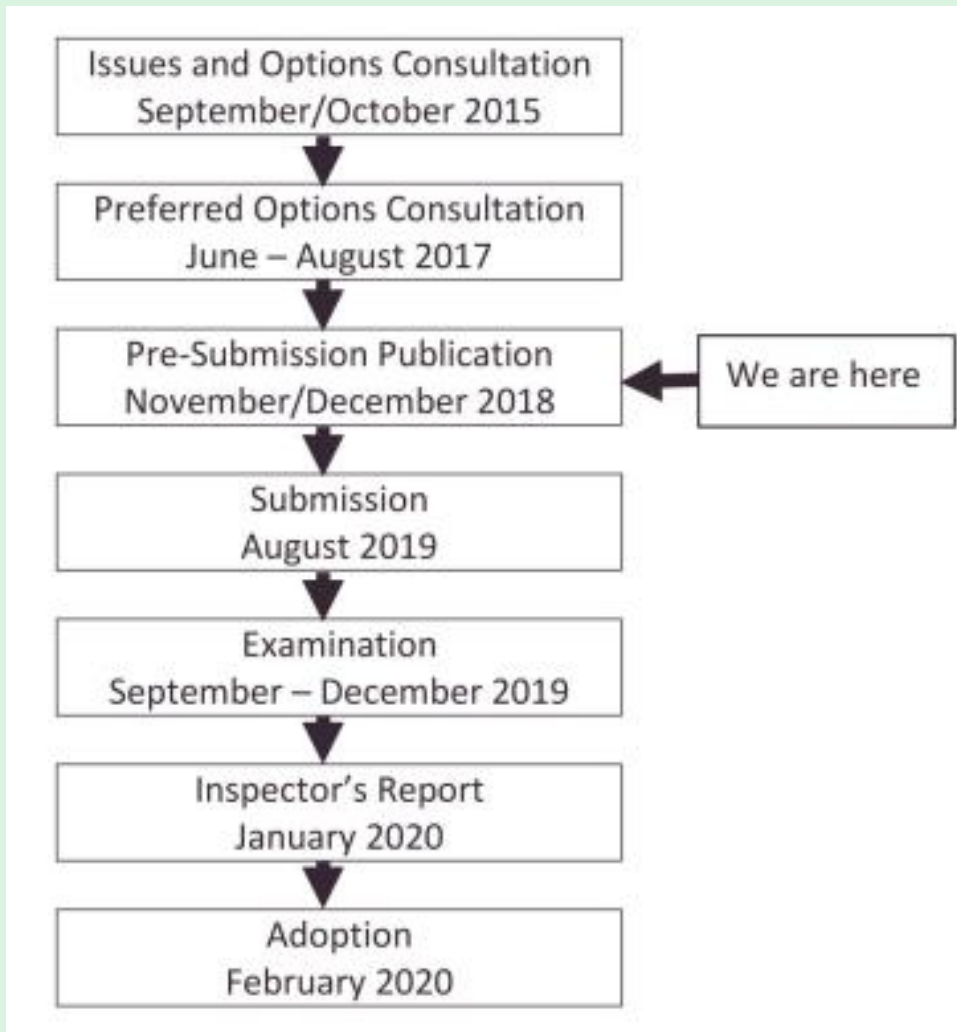 Issues and Options Consultation
September/October 2015
Preferred Options Consultation
June – August 2017
Pre-Submission Publication
November/December 2018
We are here
Submission
August 2019
Examination
September – December 2019
Inspector’s Report
January 2020
Adoption
February 2020